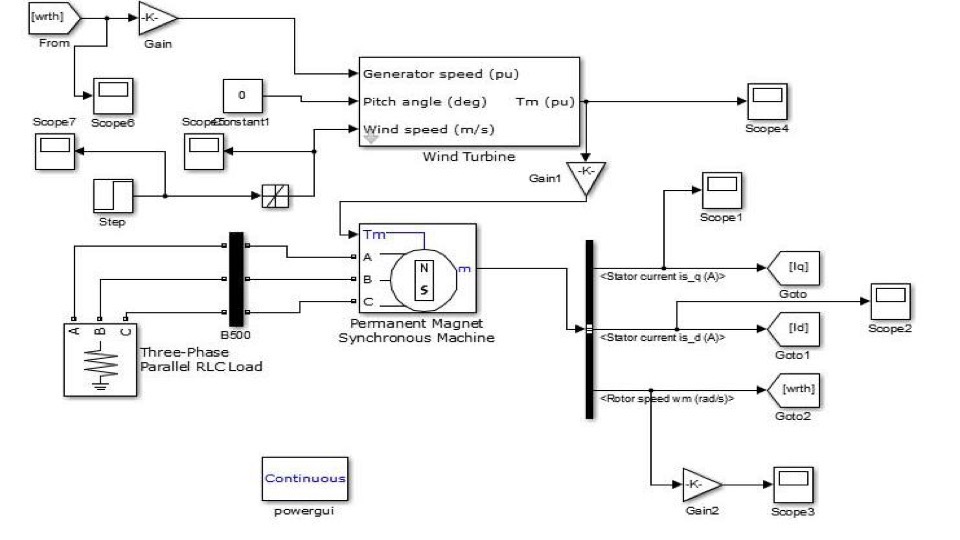 [wrth]
From
-K-
Gain
Scope7
Scope6
Scope5
0
Constant1
Generator speed (pu)
Pitch angle (deg)
Wind speed (m/s)
Tm (pu)
Wind Turbine
Scope4
Step
-K-
Gain1
Scope1
Tm
A
B
C
N
S
m
Permanent Magnet
Synchronous Machine
B500
A
B
C
Three-Phase
Parallel RLC Load
<Stator current is_q (A)>
[Iq]
Goto
Scope2
<Stator current is_d (A)>
[Id]
Goto1
<Rotor speed wm (rad/s)>
[wrth]
Goto2
-K-
Gain2
Scope3
Continuous
powergui